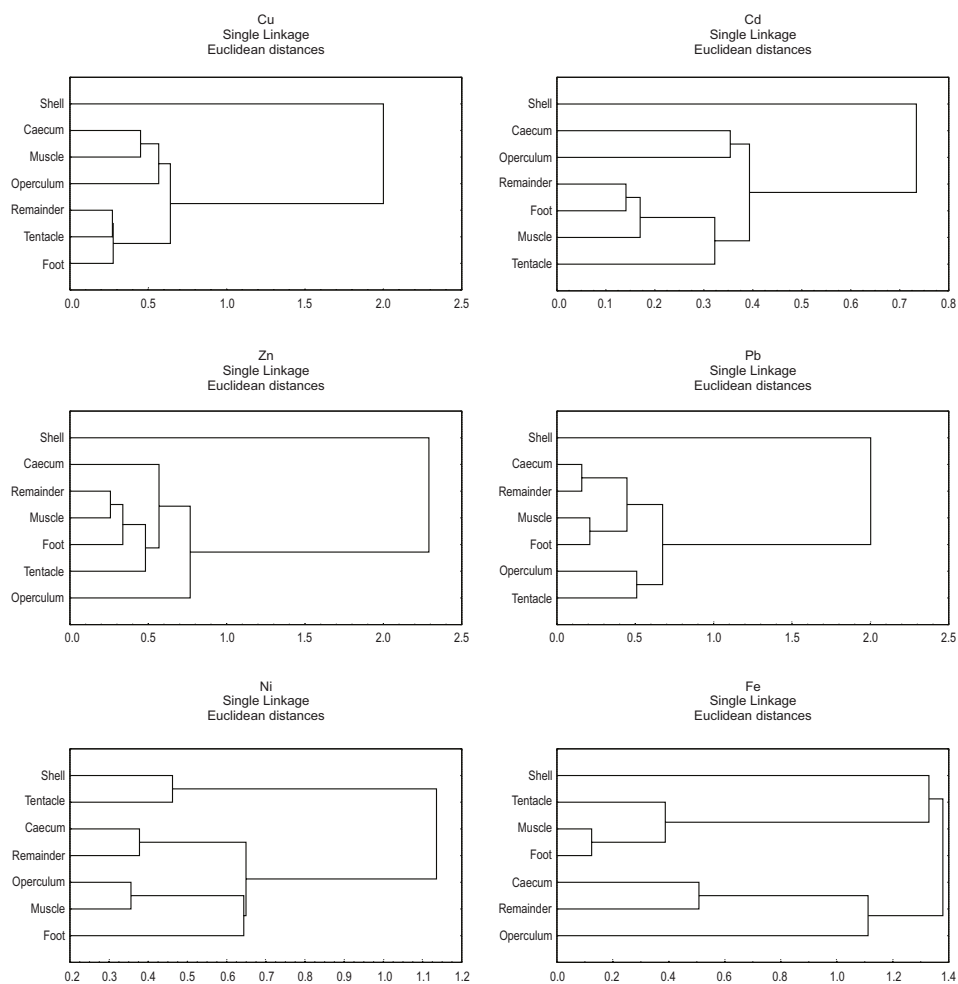 Cu
Single Linkage
Euclidean distances
Shell
Caecum
Muscle
Operculum
Remainder
Tentacle
Foot
0.0 0.5 1.0 1.5 2.0 2.5
Cd
Single Linkage
Euclidean distances
Shell
Caecum
Operculum
Remainder
Foot
Muscle
Tentacle
0.0 0.1 0.2 0.3 0.4 0.5 0.6 0.7 0.8
Zn
Single Linkage
Euclidean distances
Shell
Caecum
Remainder
Muscle
Foot
Tentacle
Operculum
0.0 0.5 1.0 1.5 2.0 2.5
Pb
Single Linkage
Euclidean distances
Shell
Caecum
Remainder
Muscle
Foot
Operculum
Tentacle
0.0 0.5 1.0 1.5 2.0 2.5
Ni
Single Linkage
Euclidean distances
Shell
Tentacle
Caecum
Remainder
Operculum
Muscle
Foot
0.2 0.3 0.4 0.5 0.6 0.7 0.8 0.9 1.0 1.1 1.2
Fe
Single Linkage
Euclidean distances
Shell
Tentacle
Muscle
Foot
Caecum
Remainder
Operculum
0.0 0.2 0.4 0.6 0.8 1.0 1.2 1.4